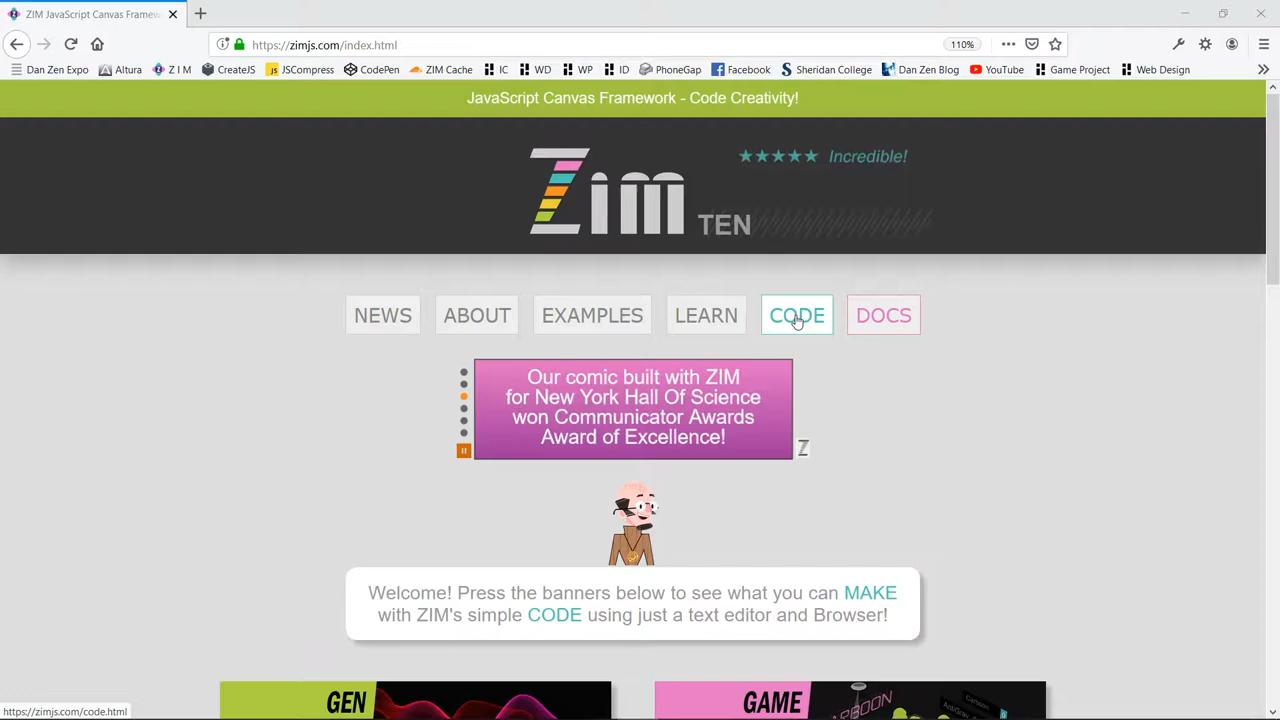 ZIM JavaScript Canvas Framew
https://zimjs.com/index.html
110%
Dan Zen Expo
Altura
Z I M
CreateJS
JSCompress
CodePen
ZIM Cache
IC
WD
WP
ID
PhoneGap
Facebook
Sheridan College
Dan Zen Blog
YouTube
Game Project
Web Design
JavaScript Canvas Framework - Code Creativity!
★★★★★ Incredible!
Zim TEN
NEWS
ABOUT
EXAMPLES
LEARN
CODE
DOCS
Our comic built with ZIM
for New York Hall Of Science
won Communicator Awards
Award of Excellence!
Z
Welcome! Press the banners below to see what you can MAKE
with ZIM's simple CODE using just a text editor and Browser!
GEN
GAME
https://zimjs.com/code.html